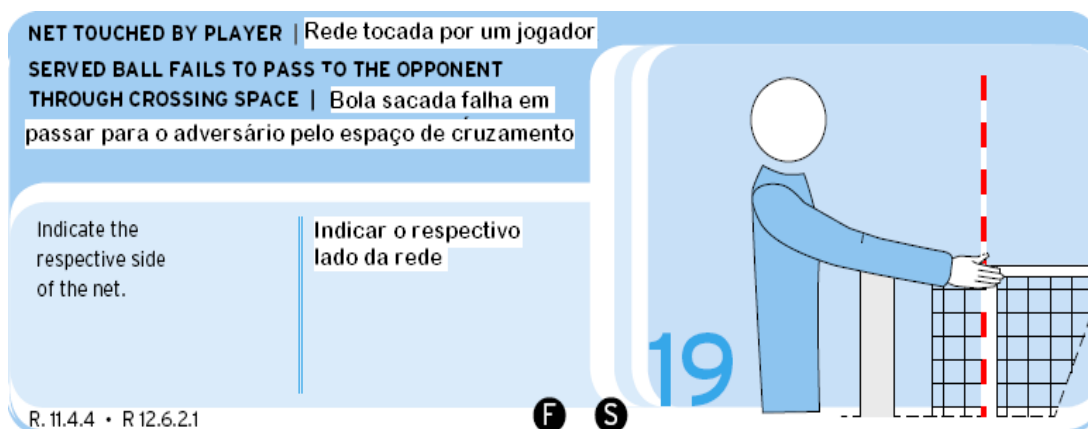 NET TOUCHED BY PLAYER | Rede tocada por um jogador
SERVED BALL FAILS TO PASS TO THE OPPONENT
THROUGH CROSSING SPACE | Bola sacada falha em
passar para o adversário pelo espaço de cruzamento
Indicate the
respective side
of the net.
Indicar o respectivo
lado da rede
19
R. 11.4.4 • R 12.6.2.1
F S